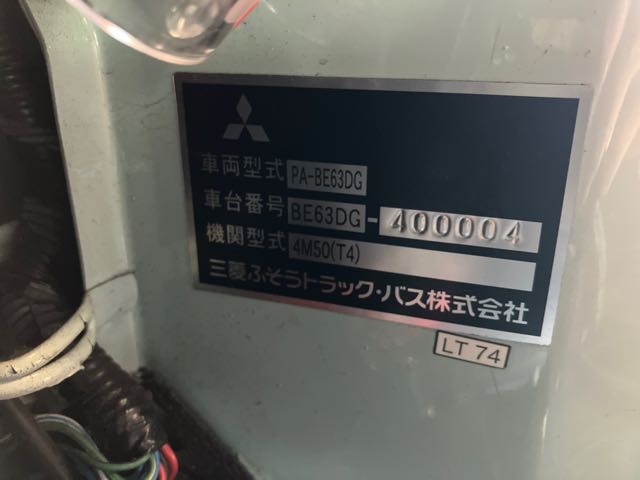 車両型式 PA-BE63DG
車台番号 BE63DG-400004
機関型式 4M50(T4)
三菱ふそうトラック・バス株式会社
LT 74